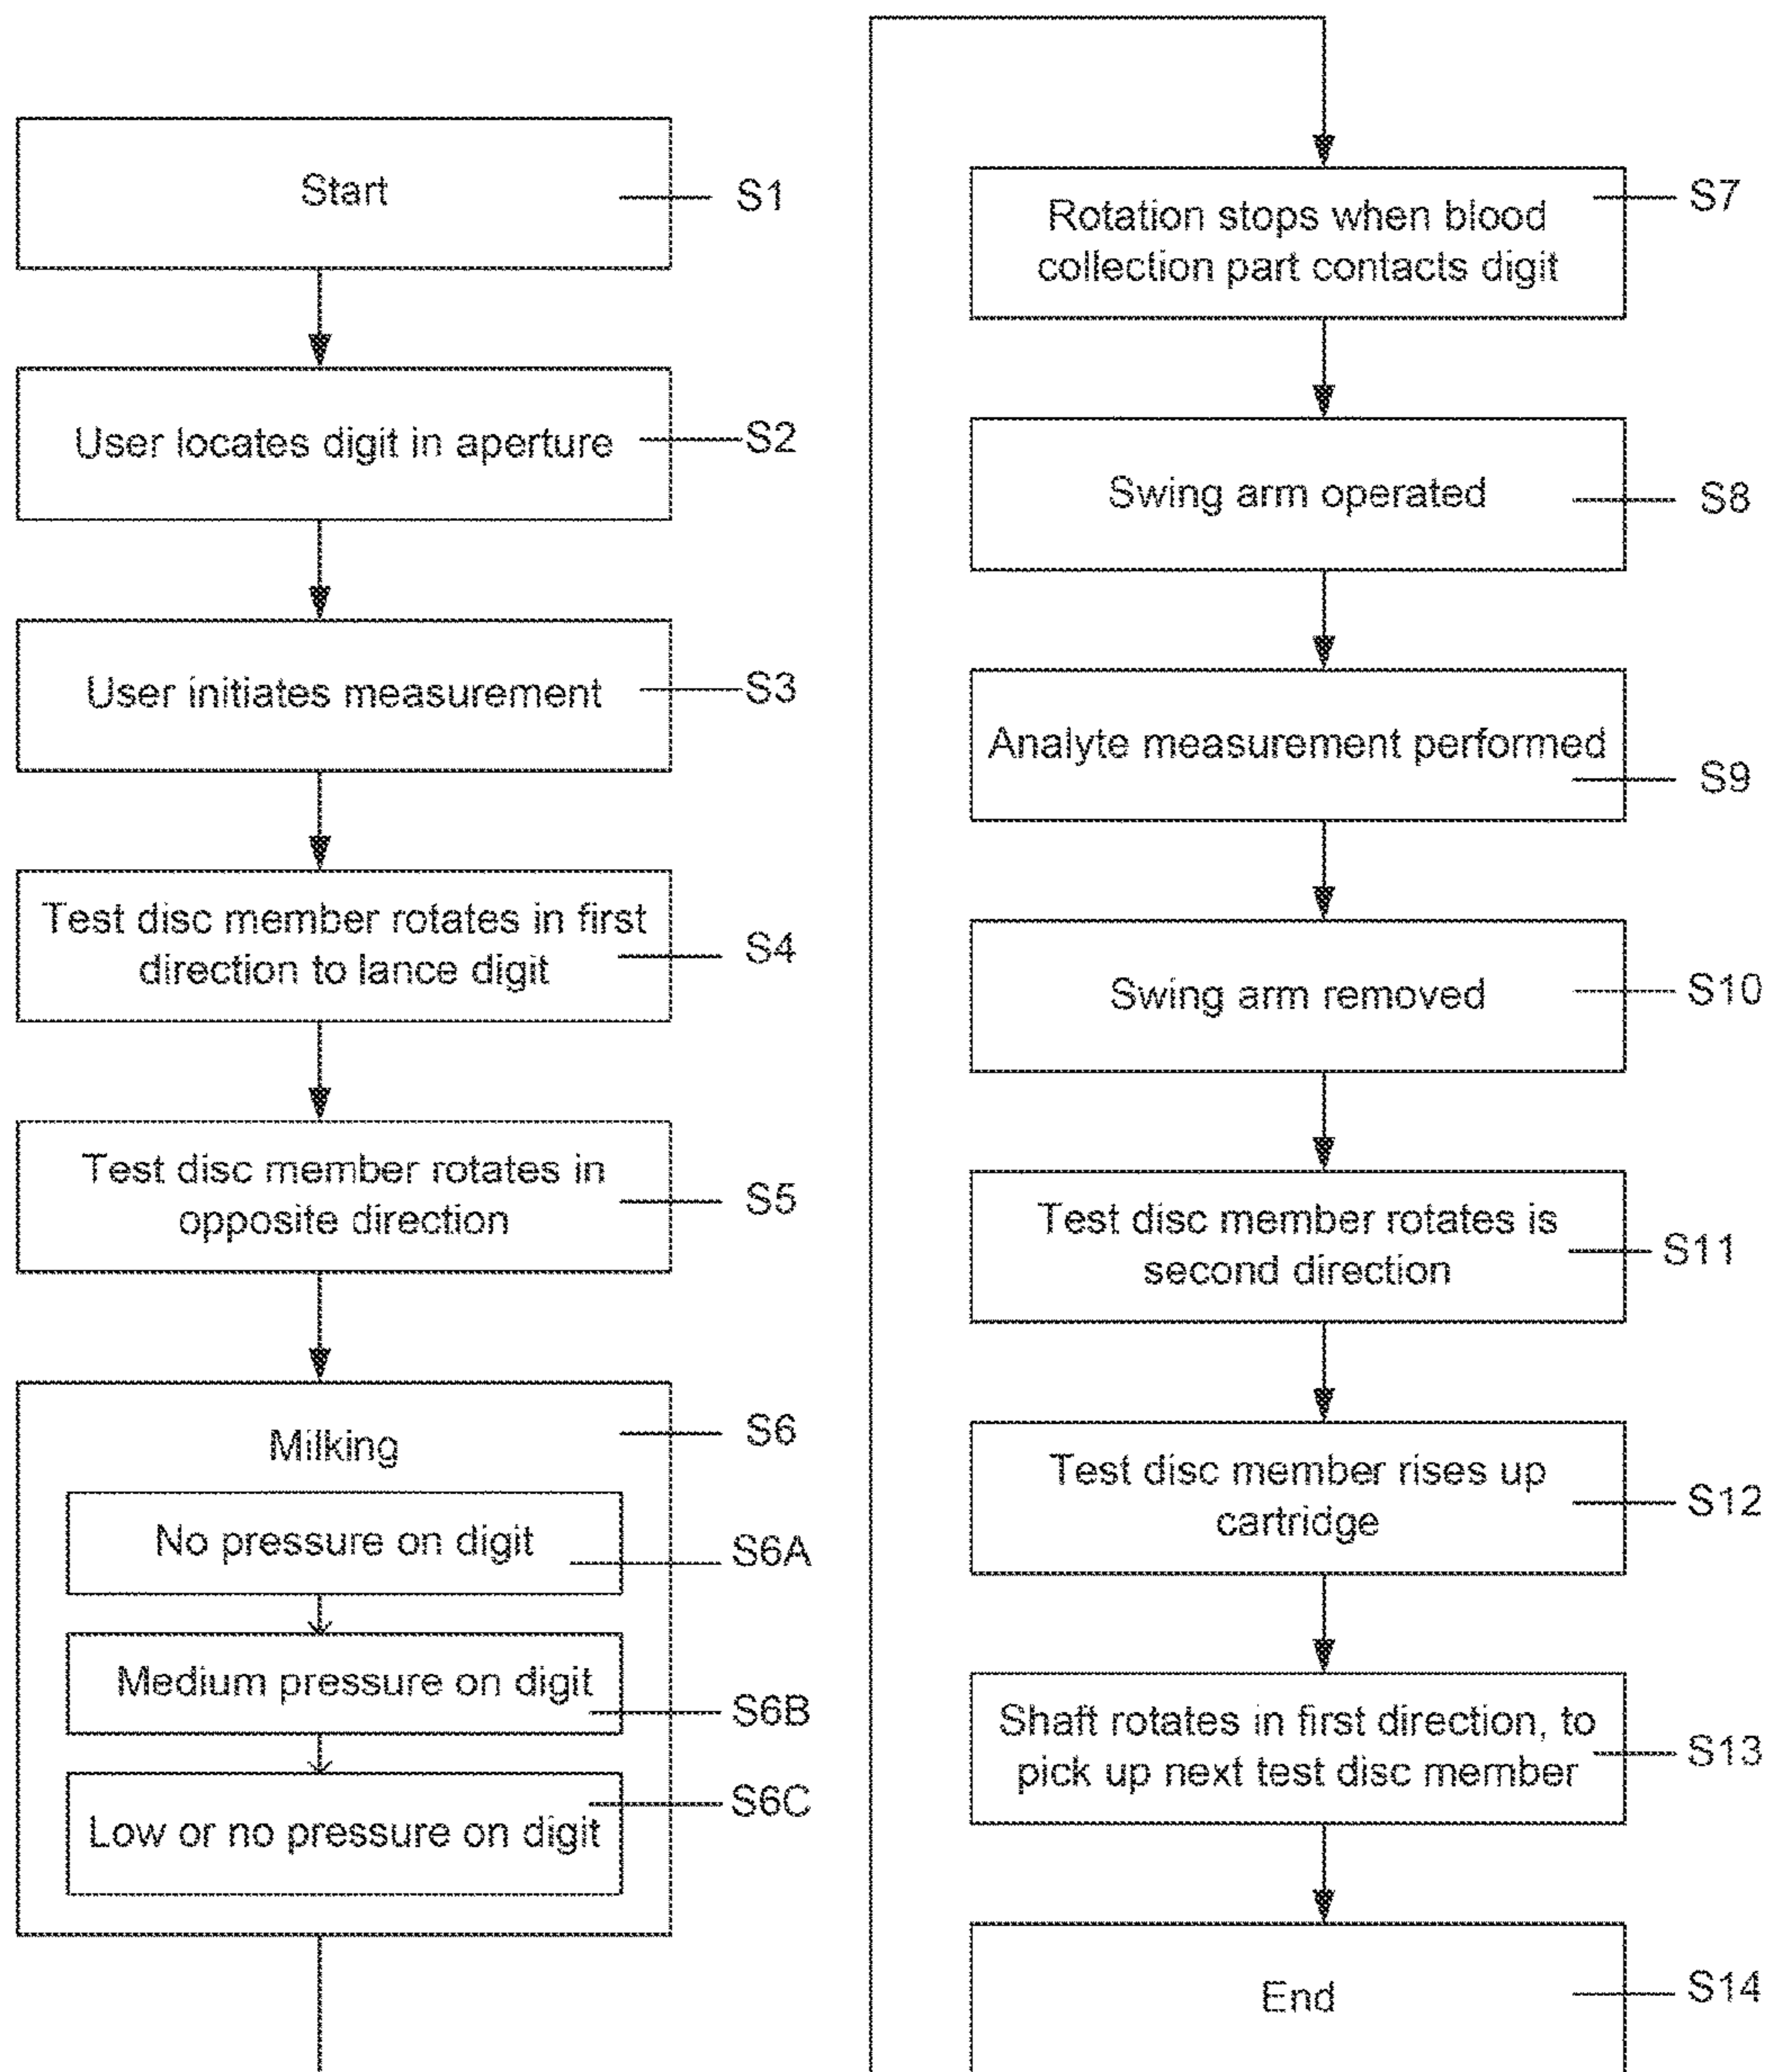 Start
S1
User locates digit in aperture
S2
User initiates measurement
S3
Test disc member rotates in first
direction to lance digit
S4
Test disc member rotates in
opposite direction
S5
Milking
S6
No pressure on digit
S6A
Medium pressure on digit
S6B
Low or no pressure on digit
S6C
Rotation stops when blood
collection part contacts digit
S7
Swing arm operated
S8
Analyte measurement performed
S9
Swing arm removed
S10
Test disc member rotates is
second direction
S11
Test disc member rises up
cartridge
S12
Shaft rotates in first direction, to
pick up next test disc member
S13
End
S14